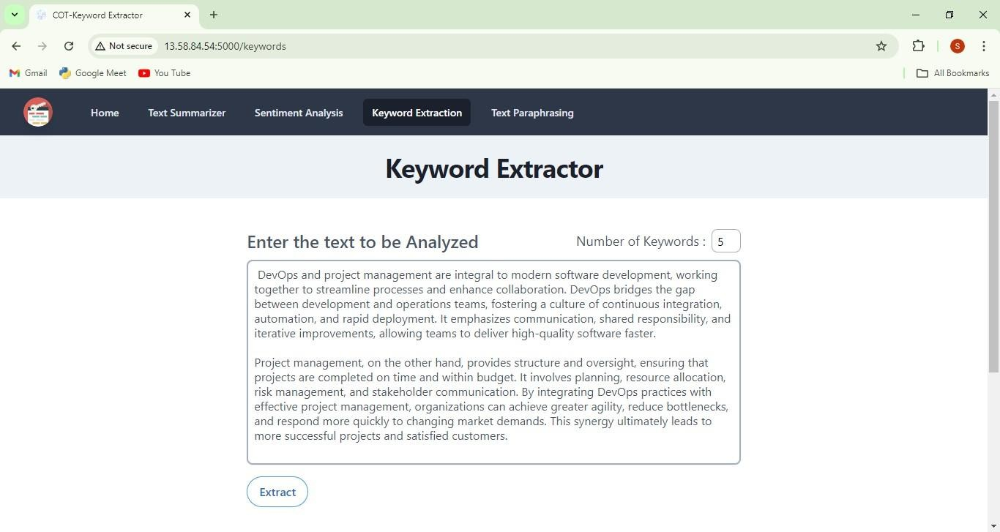 COT-Keyword Extractor
Not secure 13.58.84.54:5000/keywords
S
Gmail Google Meet You Tube All Bookmarks
Home Text Summarizer Sentiment Analysis Keyword Extraction Text Paraphrasing
Keyword Extractor
Enter the text to be Analyzed Number of Keywords : 5
DevOps and project management are integral to modern software development, working
together to streamline processes and enhance collaboration. DevOps bridges the gap
between development and operations teams, fostering a culture of continuous integration,
automation, and rapid deployment. It emphasizes communication, shared responsibility, and
iterative improvements, allowing teams to deliver high-quality software faster.
Project management, on the other hand, provides structure and oversight, ensuring that
projects are completed on time and within budget. It involves planning, resource allocation,
risk management, and stakeholder communication. By integrating DevOps practices with
effective project management, organizations can achieve greater agility, reduce bottlenecks,
and respond more quickly to changing market demands. This synergy ultimately leads to
more successful projects and satisfied customers.
Extract